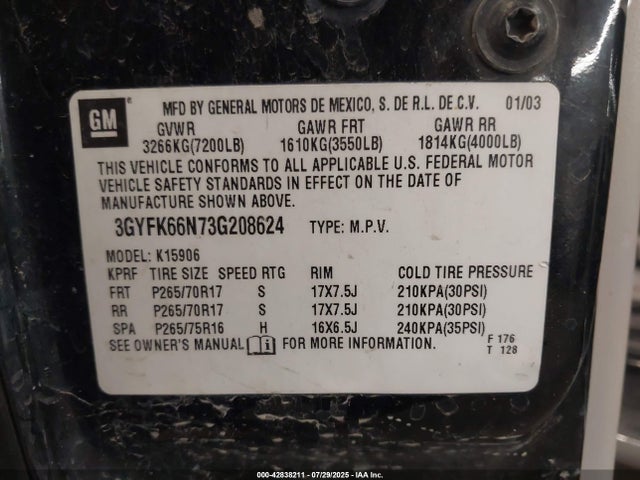 GM
MFD BY GENERAL MOTORS DE MEXICO, S. DE R.L. DE C.V. 01/03
GVWR GAWR FRT GAWR RR
3266KG(7200LB) 1610KG(3550LB) 1814KG(4000LB)
THIS VEHICLE CONFORMS TO ALL APPLICABLE U.S. FEDERAL MOTOR
VEHICLE SAFETY STANDARDS IN EFFECT ON THE DATE OF
MANUFACTURE SHOWN ABOVE.
3GYFK66N73G208624 TYPE: M.P.V.
MODEL: K15906
KPRF TIRE SIZE SPEED RTG RIM COLD TIRE PRESSURE
FRT P265/70R17 S 17X7.5J 210KPA(30PSI)
RR P265/70R17 S 17X7.5J 210KPA(30PSI)
SPA P265/75R16 H 16X6.5J 240KPA(35PSI)
SEE OWNER'S MANUAL FOR MORE INFORMATION. F 176
T 128
000-42838211 - 07/29/2025 - IAA Inc.